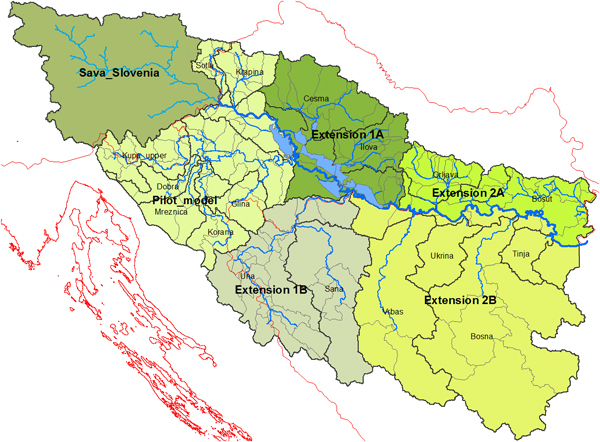 Sava_Slovenia
Sotla
Krapina
Cesma
Extension 1A
Ilova
Kupa_upper
Dobra
Pilot_model
Mreznica
Glina
Korana
Orljava
Extension 2A
Bosut
Una
Extension 1B
Sana
Ukrina
Tinja
Extension 2B
Vrbas
Bosna